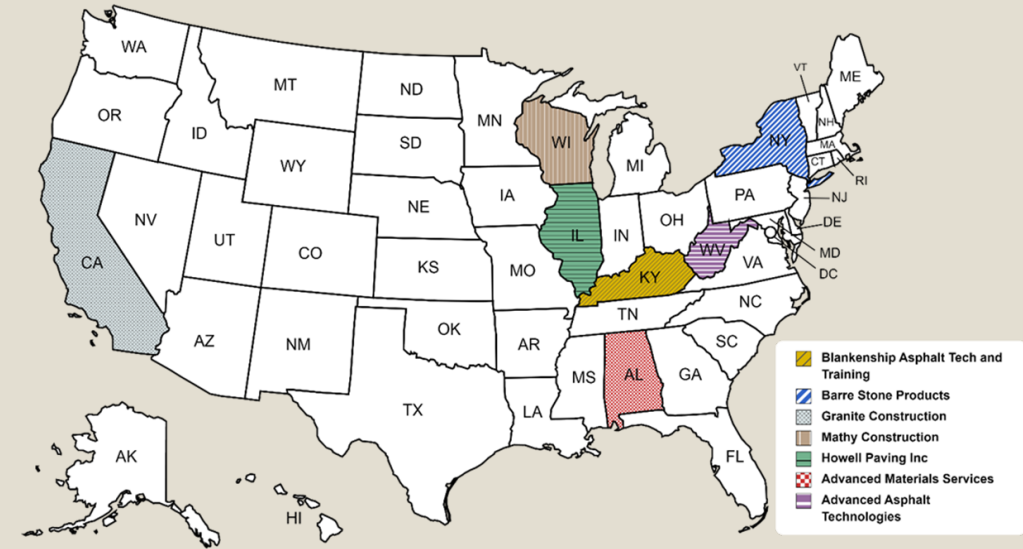 WA
MT
ND
MN
OR
ID
SD
WI
MI
WY
IA
NE
NV
UT
CO
KS
MO
IL
IN
OH
PA
NY
VT
NH
ME
MA
CT
RI
NJ
DE
MD
DC
WV
VA
KY
CA
AZ
NM
OK
AR
TN
NC
SC
MS
AL
GA
TX
LA
FL
AK
HI
Blankenship Asphalt Tech and
Training
Barre Stone Products
Granite Construction
Mathy Construction
Howell Paving Inc
Advanced Materials Services
Advanced Asphalt
Technologies